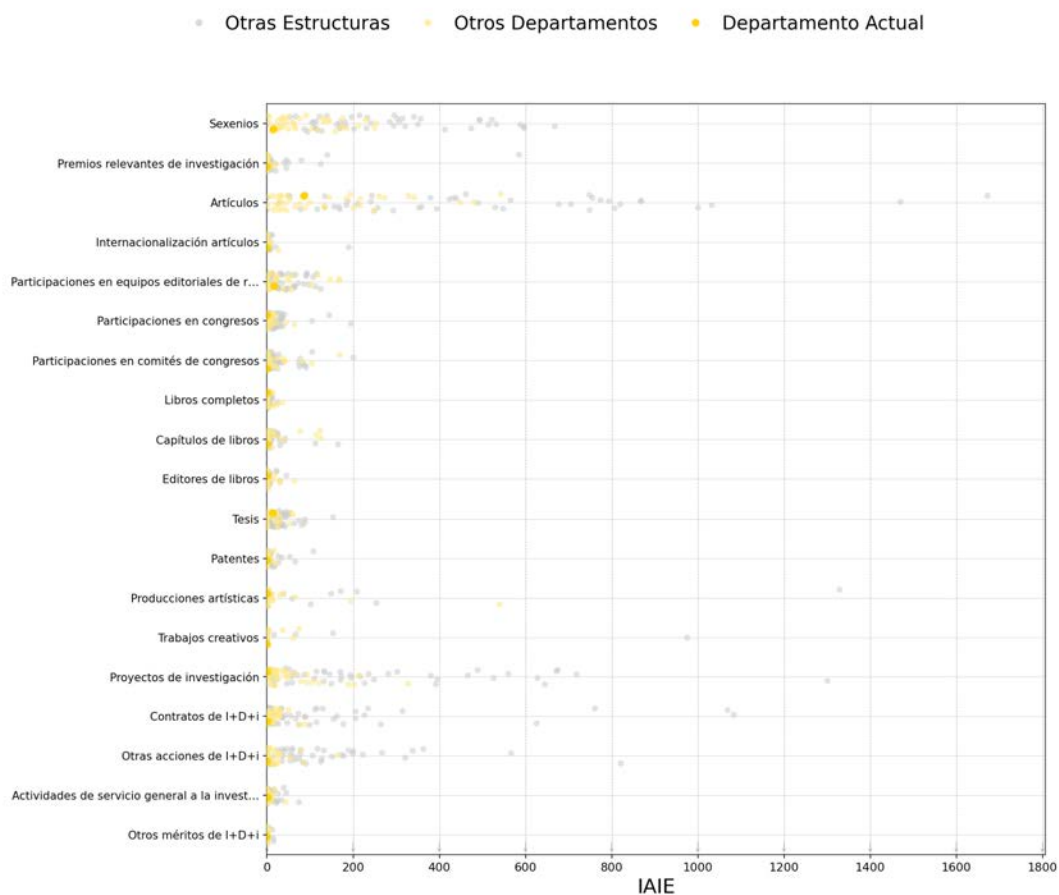 Otras Estructuras Otros Departamentos Departamento Actual
Sexenios
Premios relevantes de investigación
Artículos
Internacionalización artículos
Participaciones en equipos editoriales de r...
Participaciones en congresos
Participaciones en comités de congresos
Libros completos
Capítulos de libros
Editores de libros
Tesis
Patentes
Producciones artísticas
Trabajos creativos
Proyectos de investigación
Contratos de I+D+i
Otras acciones de I+D+i
Actividades de servicio general a la invest...
Otros méritos de I+D+i
0 200 400 600 800 1000 1200 1400 1600 1800
IAIE